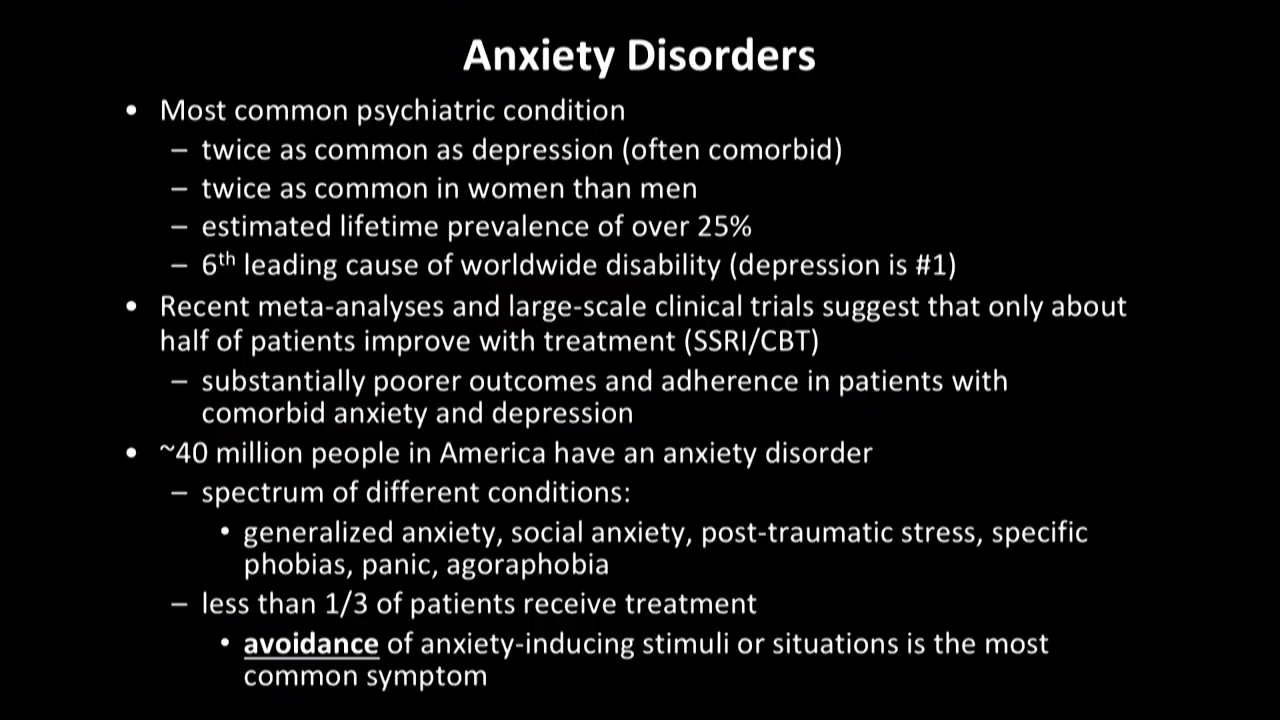 Anxiety Disorders
• Most common psychiatric condition
– twice as common as depression (often comorbid)
– twice as common in women than men
– estimated lifetime prevalence of over 25%
– 6th leading cause of worldwide disability (depression is #1)
• Recent meta-analyses and large-scale clinical trials suggest that only about
half of patients improve with treatment (SSRI/CBT)
– substantially poorer outcomes and adherence in patients with
comorbid anxiety and depression
• ~40 million people in America have an anxiety disorder
– spectrum of different conditions:
• generalized anxiety, social anxiety, post-traumatic stress, specific
phobias, panic, agoraphobia
– less than 1/3 of patients receive treatment
• avoidance of anxiety-inducing stimuli or situations is the most
common symptom